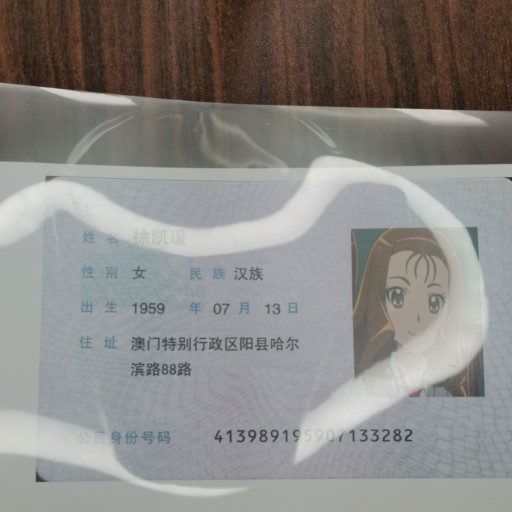 姓名 徐凯瑷
性别 女 民族 汉族
出生 1959 年 07 月 13 日
住址 澳门特别行政区阳县哈尔
滨路88路
公民身份号码 413989195907133282